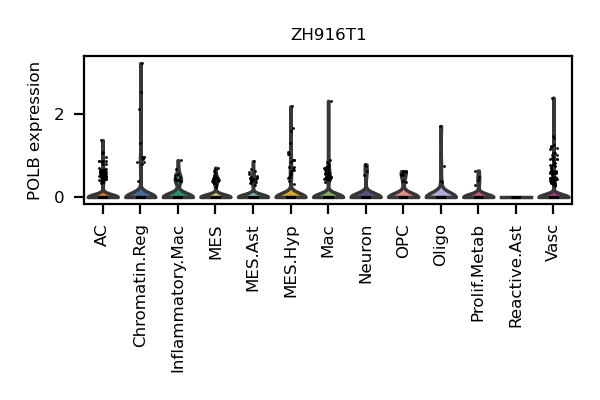 ZH916T1
POLB expression
2
0
AC
Chromatin.Reg
Inflammatory.Mac
MES
MES.Ast
MES.Hyp
Mac
Neuron
OPC
Oligo
Prolif.Metab
Reactive.Ast
Vasc